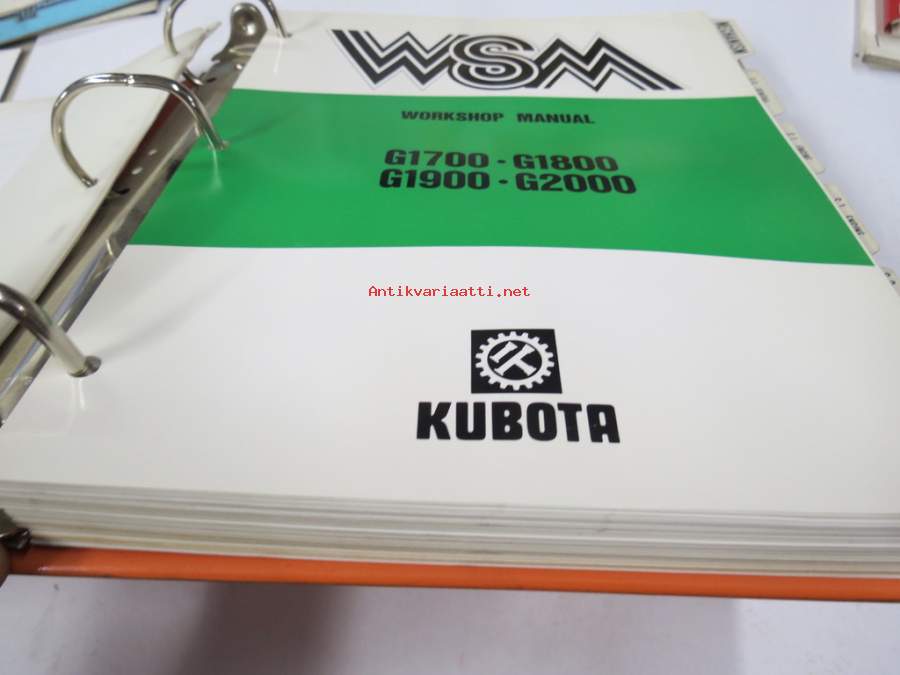 WSM
WORKSHOP MANUAL
G1700 · G1800
G1900 · G2000
Antikvariaatti.net
KUBOTA